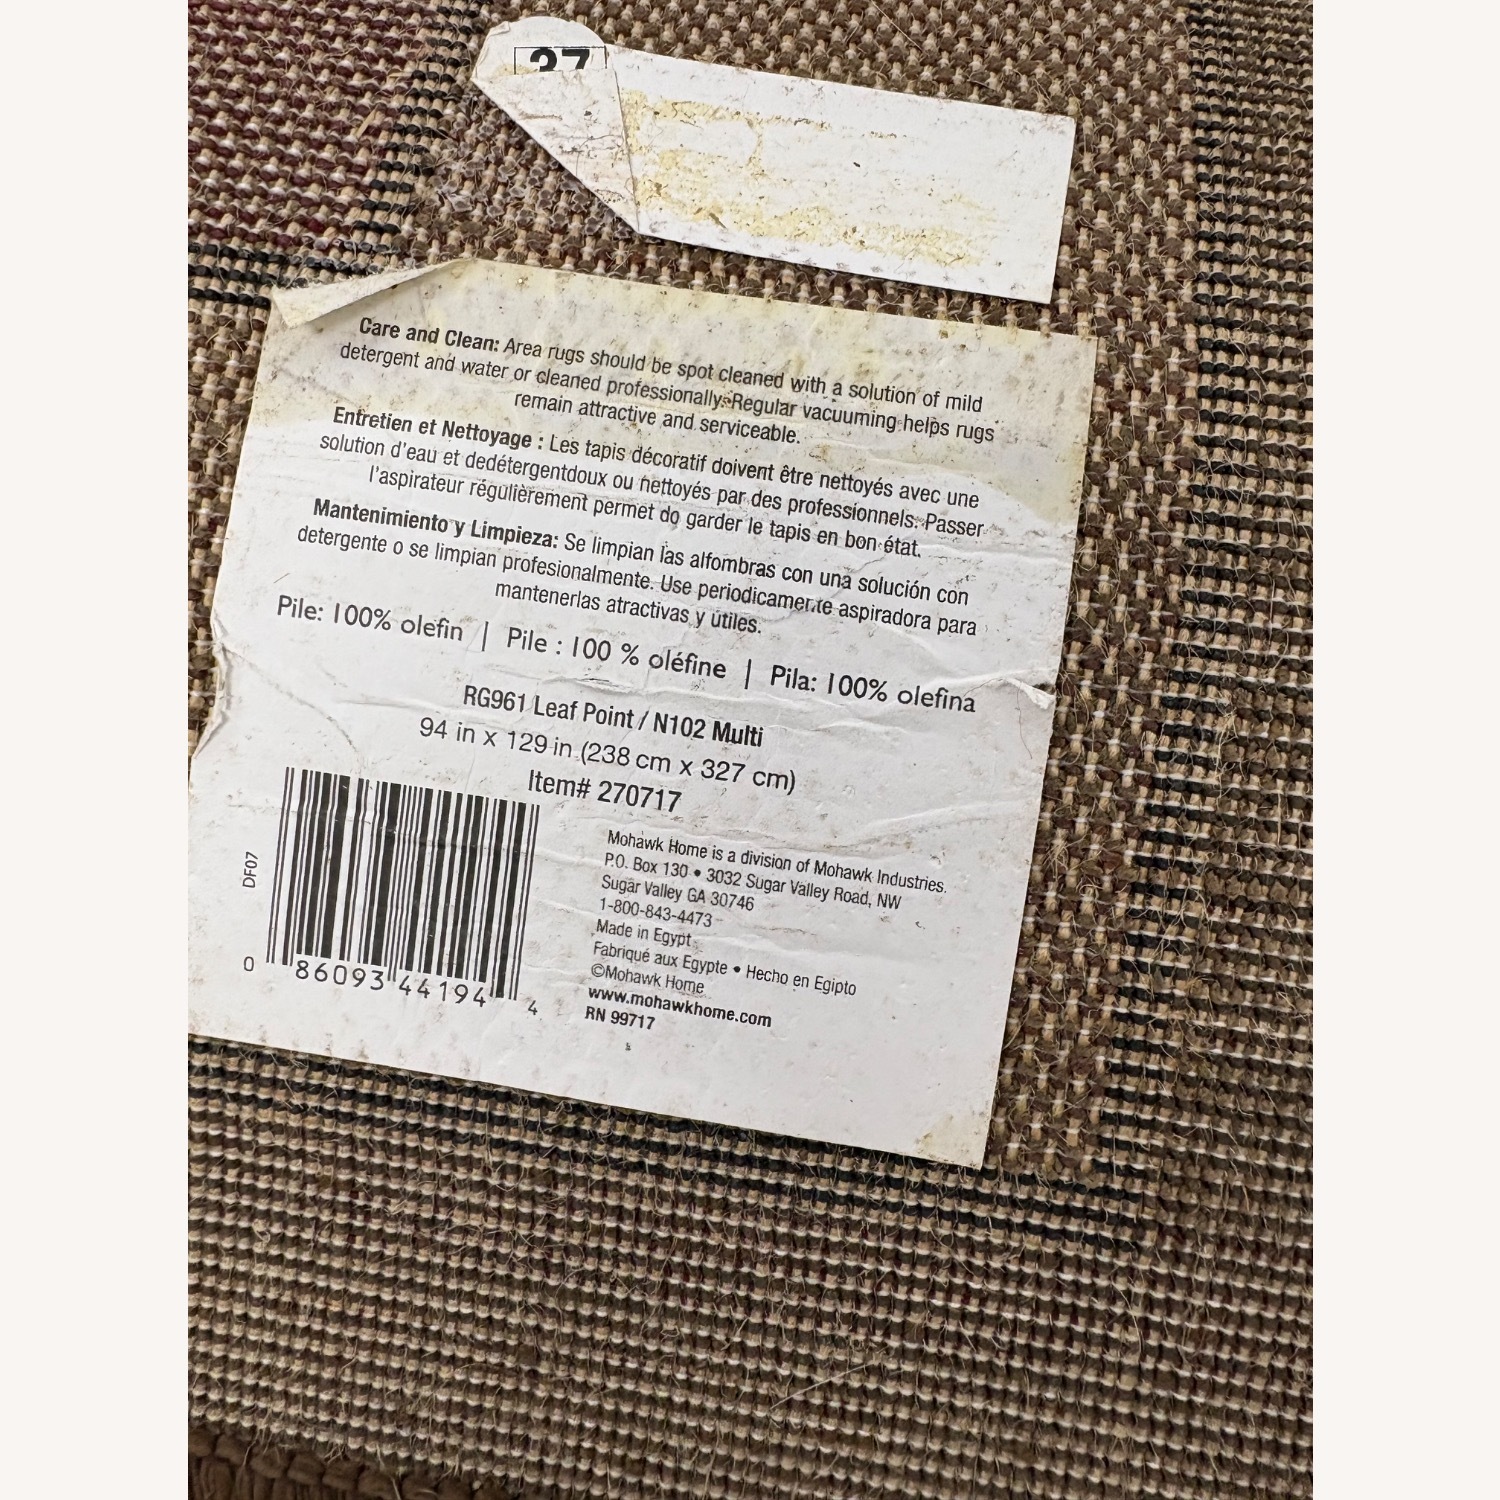 37
Care and Clean: Area rugs should be spot cleaned with a solution of mild
detergent and water or cleaned professionally. Regular vacuuming helps rugs
remain attractive and serviceable.
Entretien et Nettoyage : Les tapis décoratif doivent être nettoyés avec une
solution d'eau et dedétergentdoux ou nettoyés par des professionnels. Passer
l'aspirateur régulièrement permet do garder le tapis en bon état.
Mantenimiento y Limpieza: Se limpian las alfombras con una solución con
detergente o se limpian profesionalmente. Use periodicamente aspiradora para
mantenerlas atractivas y útiles.
Pile: 100% olefin | Pile : 100 % oléfine | Pila: 100% olefina
RG961 Leaf Point / N102 Multi
94 in x 129 in (238 cm x 327 cm)
Item# 270717
DF07
0 86093 44194 4
Mohawk Home is a division of Mohawk Industries.
P.O. Box 130 • 3032 Sugar Valley Road, NW
Sugar Valley GA 30746
1-800-843-4473
Made in Egypt
Fabriqué aux Egypte • Hecho en Egipto
©Mohawk Home
www.mohawkhome.com
RN 99717